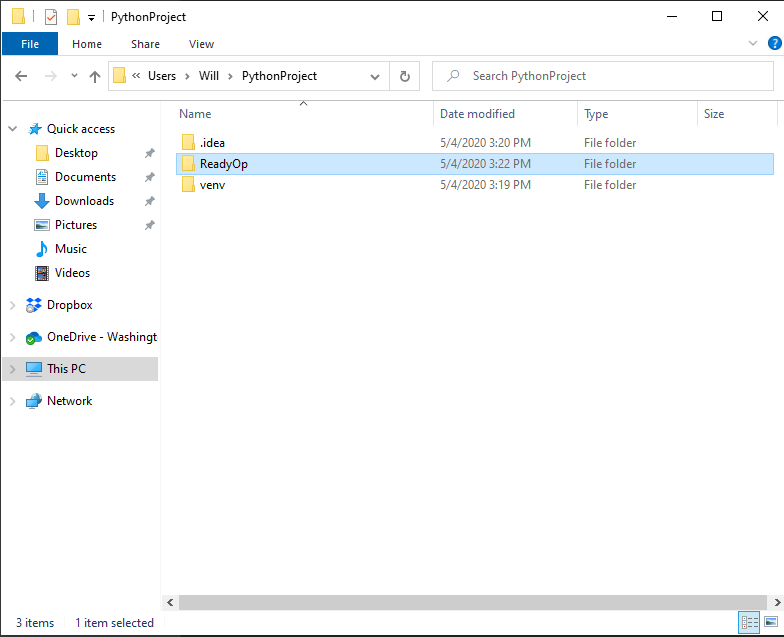 PythonProject
File Home Share View
« Users › Will › PythonProject
Search PythonProject
Name Date modified Type Size
Quick access
Desktop
Documents
Downloads
Pictures
Music
Videos
Dropbox
OneDrive - Washingt
This PC
Network
.idea 5/4/2020 3:20 PM File folder
ReadyOp 5/4/2020 3:22 PM File folder
venv 5/4/2020 3:19 PM File folder
3 items 1 item selected